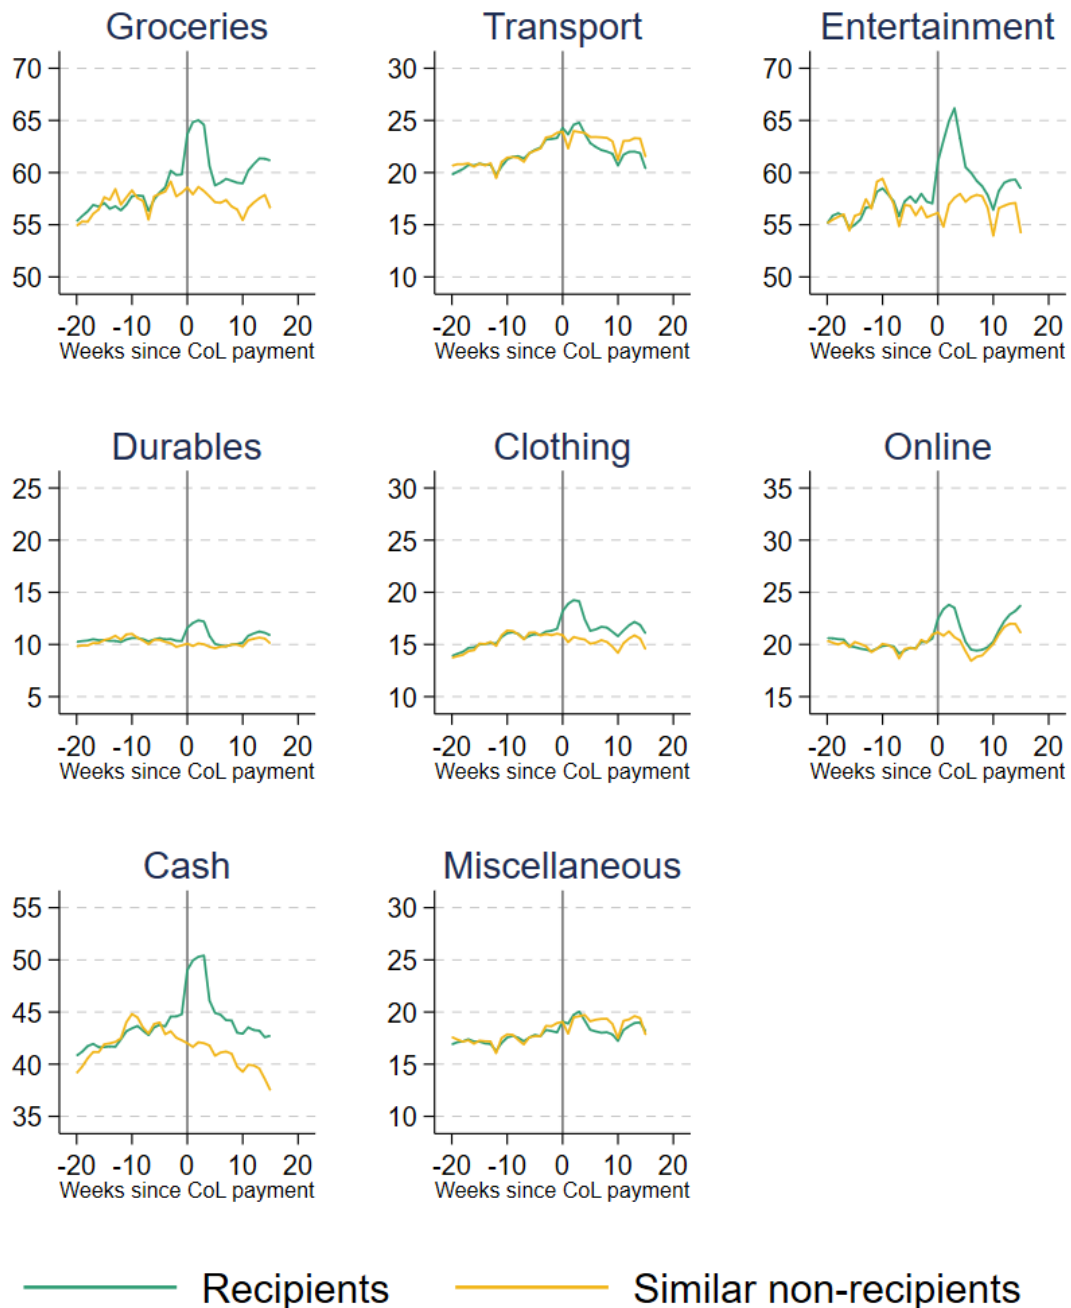 Groceries Transport Entertainment
70 30 70
65 25 65
60 20 60
55 15 55
50 10 50
-20 -10 0 10 20 -20 -10 0 10 20 -20 -10 0 10 20
Weeks since CoL payment Weeks since CoL payment Weeks since CoL payment
Durables Clothing Online
25 30 35
20 25 30
15 20 25
10 15 20
5 10 15
-20 -10 0 10 20 -20 -10 0 10 20 -20 -10 0 10 20
Weeks since CoL payment Weeks since CoL payment Weeks since CoL payment
Cash Miscellaneous
55 30
50 25
45 20
40 15
35 10
-20 -10 0 10 20 -20 -10 0 10 20
Weeks since CoL payment Weeks since CoL payment
Recipients Similar non-recipients